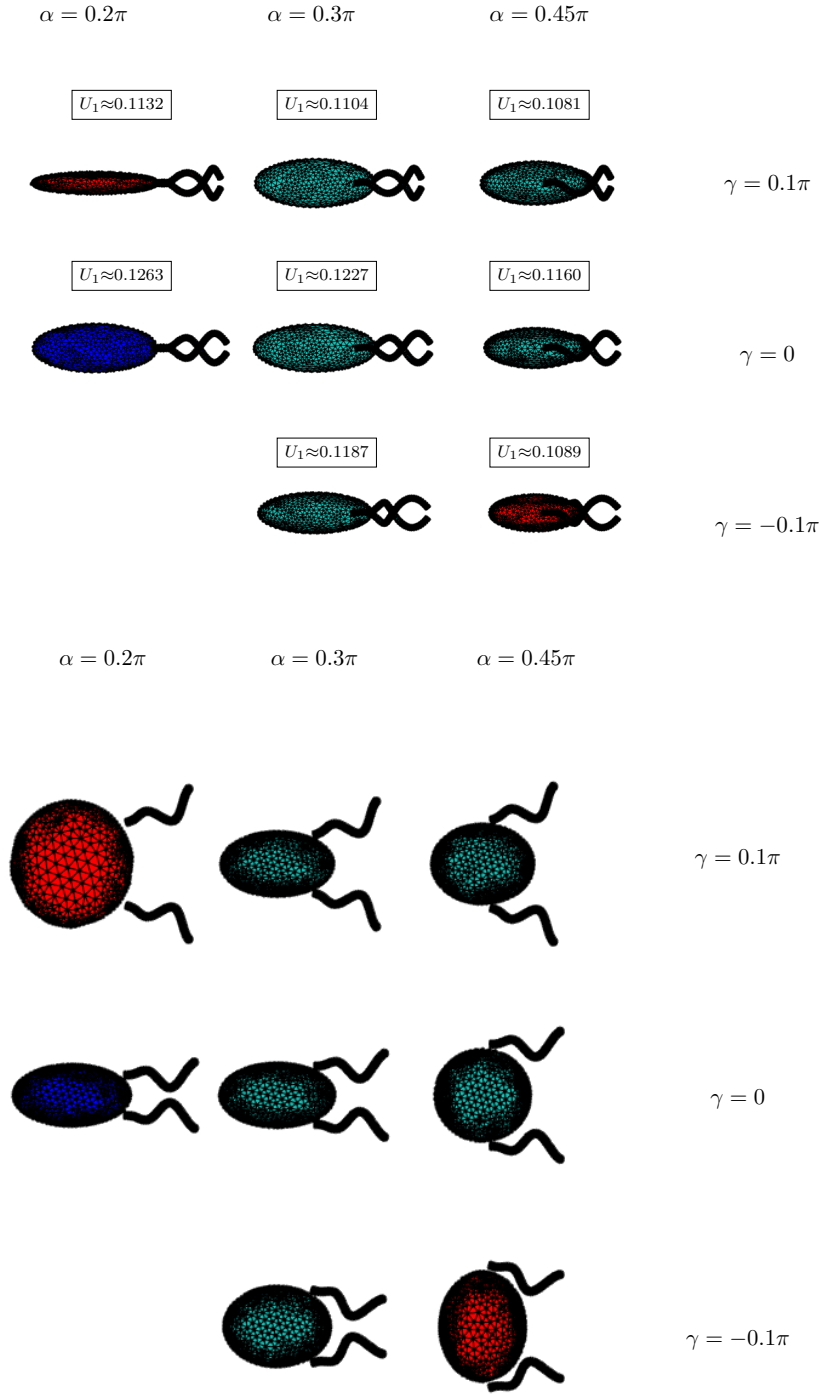 α = 0.2π α = 0.3π α = 0.45π
U₁≈0.1132 U₁≈0.1104 U₁≈0.1081
γ = 0.1π
U₁≈0.1263 U₁≈0.1227 U₁≈0.1160
γ = 0
U₁≈0.1187 U₁≈0.1089
γ = −0.1π
α = 0.2π α = 0.3π α = 0.45π
γ = 0.1π
γ = 0
γ = −0.1π